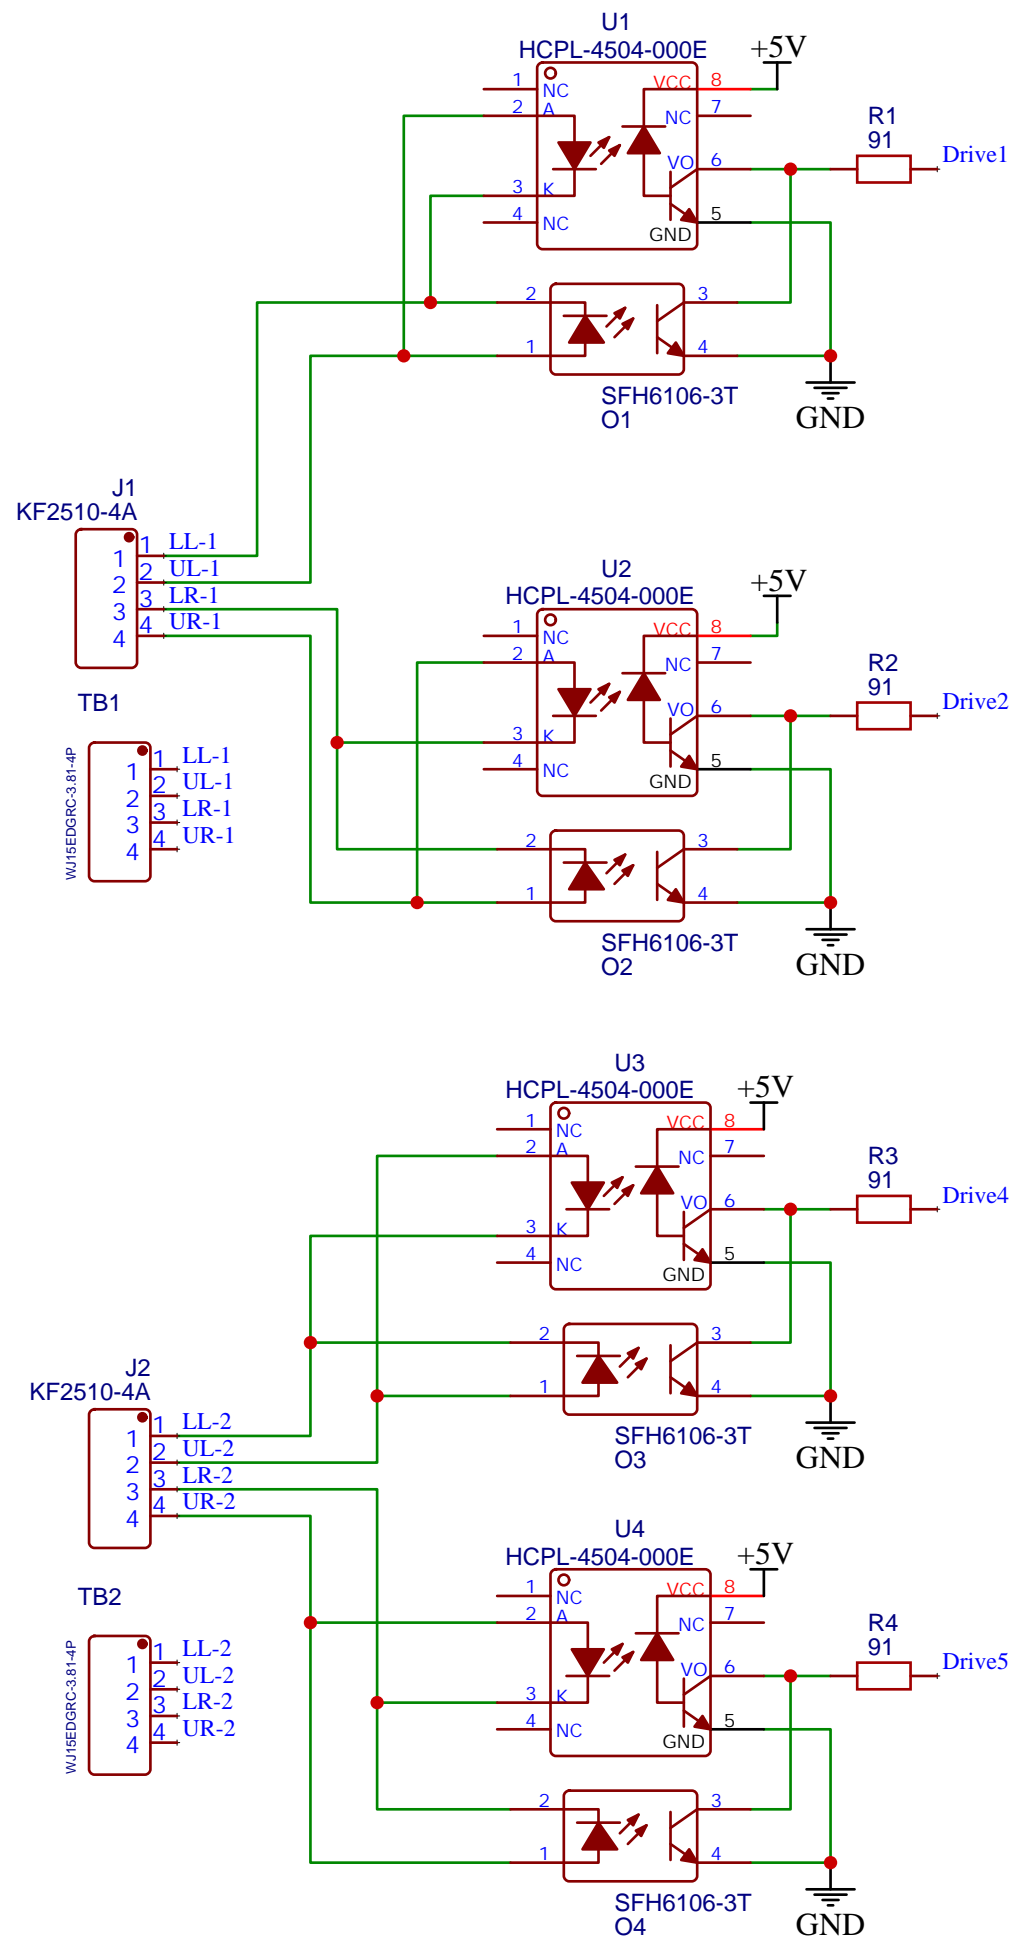 U1
HCPL-4504-000E
+5V
1 NC
2 A
3 K
4 NC
VCC 8
NC 7
VO 6
5
GND
R1
91
Drive1
2
1
3
4
SFH6106-3T
O1
GND
J1
KF2510-4A
1 1 LL-1
2 2 UL-1
3 3 LR-1
4 4 UR-1
TB1
WJ15EDGRC-3.81-4P
1 1 LL-1
2 2 UL-1
3 3 LR-1
4 4 UR-1
U2
HCPL-4504-000E
+5V
1 NC
2 A
3 K
4 NC
VCC 8
NC 7
VO 6
5
GND
R2
91
Drive2
2
1
3
4
SFH6106-3T
O2
GND
U3
HCPL-4504-000E
+5V
1 NC
2 A
3 K
4 NC
VCC 8
NC 7
VO 6
5
GND
R3
91
Drive4
2
1
3
4
SFH6106-3T
O3
GND
J2
KF2510-4A
1 1 LL-2
2 2 UL-2
3 3 LR-2
4 4 UR-2
TB2
WJ15EDGRC-3.81-4P
1 1 LL-2
2 2 UL-2
3 3 LR-2
4 4 UR-2
U4
HCPL-4504-000E
+5V
1 NC
2 A
3 K
4 NC
VCC 8
NC 7
VO 6
5
GND
R4
91
Drive5
2
1
3
4
SFH6106-3T
O4
GND